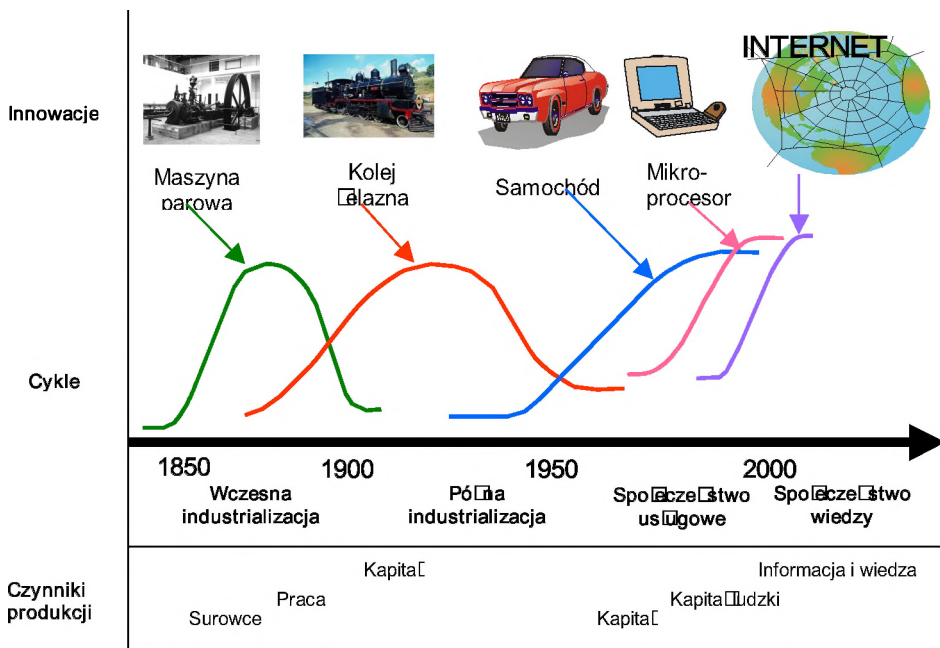 INTERNET
Innowacje
Maszyna
parowa
Kolej
□elazna
Samochód
Mikro-
procesor
Cykle
1850 1900 1950 2000
Wczesna
industrializacja
Pó□na
industrializacja
Spo□ecze□stwo
us□ugowe
Spo□ecze□stwo
wiedzy
Czynniki
produkcji
Surowce
Praca
Kapita□
Kapita□
Kapita□ ludzki
Informacja i wiedza